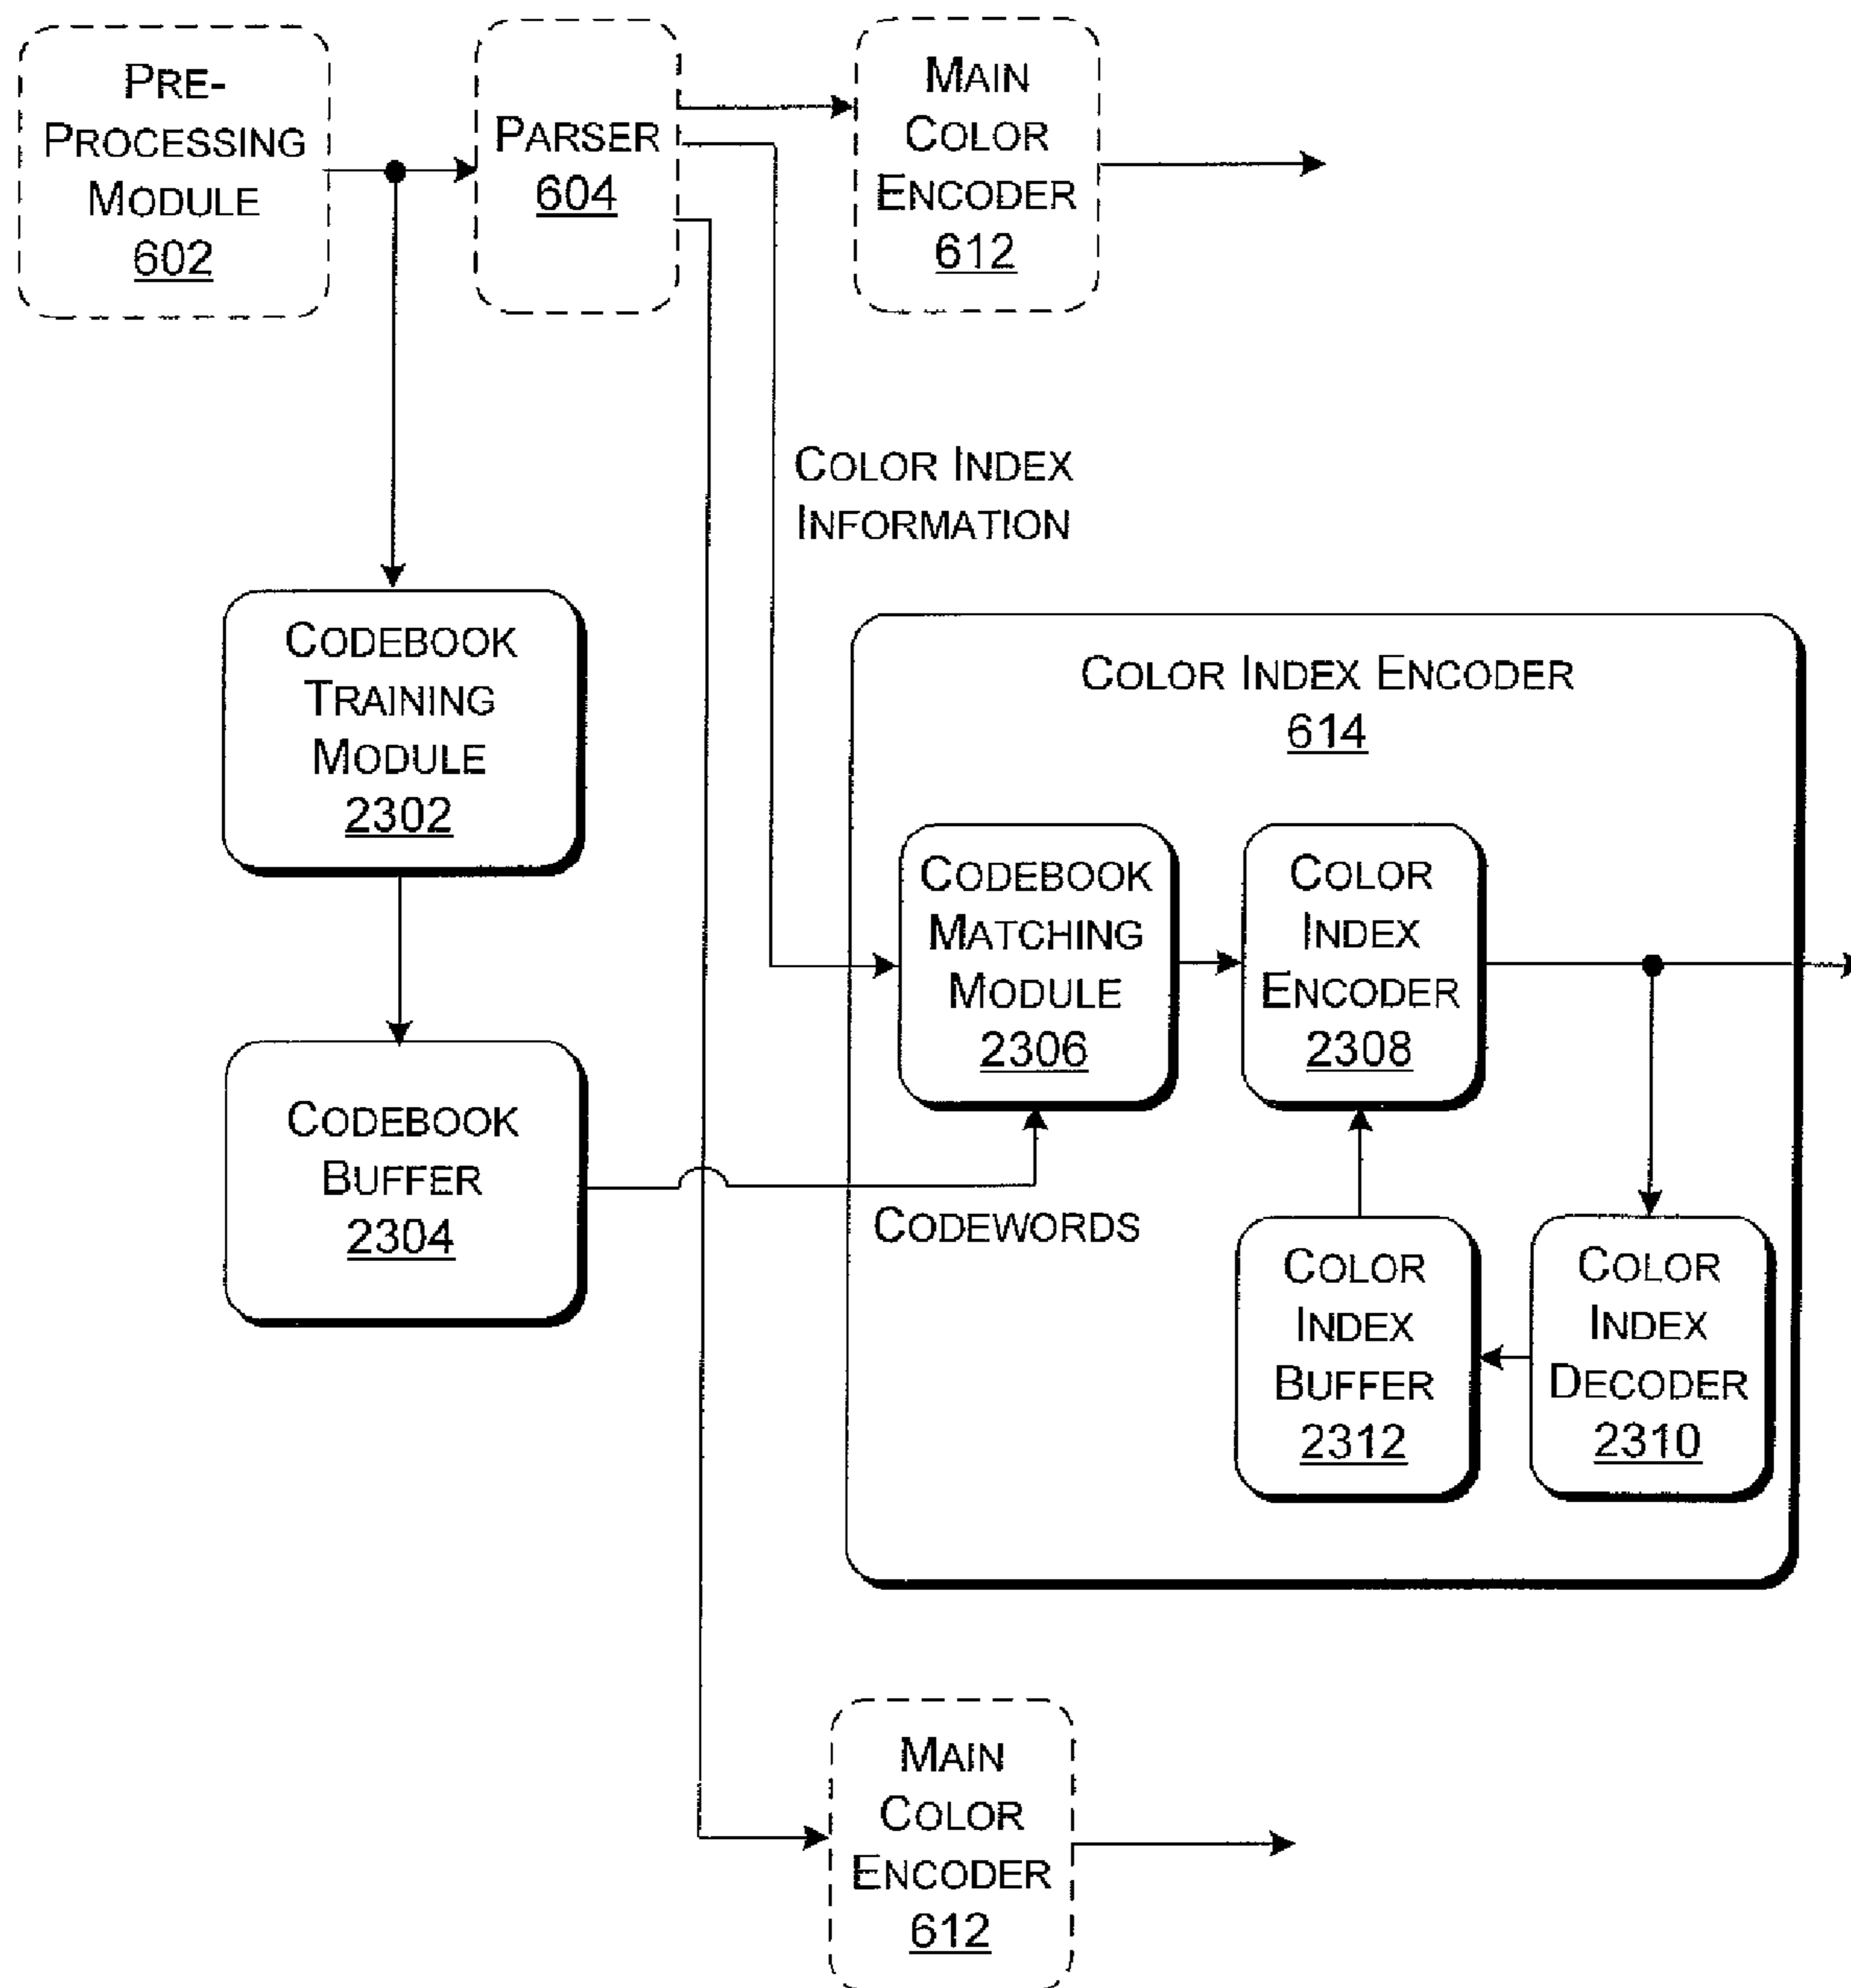 PRE-
PROCESSING
MODULE
602
PARSER
604
MAIN
COLOR
ENCODER
612
COLOR INDEX
INFORMATION
CODEBOOK
TRAINING
MODULE
2302
COLOR INDEX ENCODER
614
CODEBOOK
MATCHING
MODULE
2306
COLOR
INDEX
ENCODER
2308
CODEBOOK
BUFFER
2304
CODEWORDS
COLOR
INDEX
BUFFER
2312
COLOR
INDEX
DECODER
2310
MAIN
COLOR
ENCODER
612